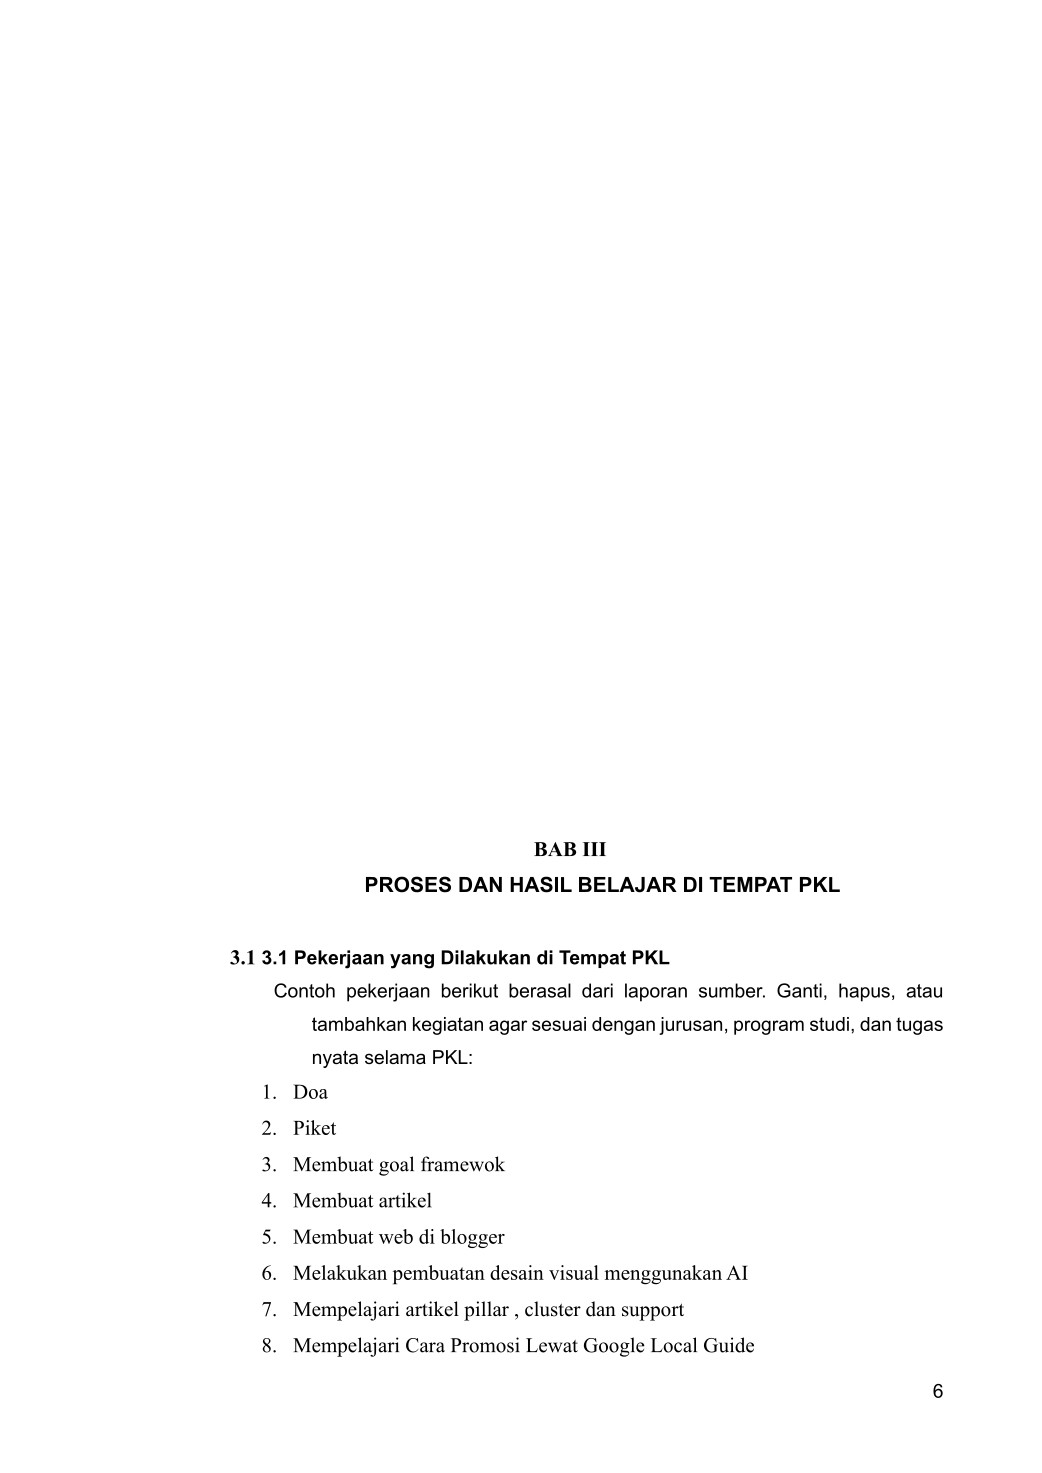 BAB III
PROSES DAN HASIL BELAJAR DI TEMPAT PKL
3.1 3.1 Pekerjaan yang Dilakukan di Tempat PKL
Contoh pekerjaan berikut berasal dari laporan sumber. Ganti, hapus, atau
tambahkan kegiatan agar sesuai dengan jurusan, program studi, dan tugas
nyata selama PKL:
1. Doa
2. Piket
3. Membuat goal framewok
4. Membuat artikel
5. Membuat web di blogger
6. Melakukan pembuatan desain visual menggunakan AI
7. Mempelajari artikel pillar , cluster dan support
8. Mempelajari Cara Promosi Lewat Google Local Guide
6